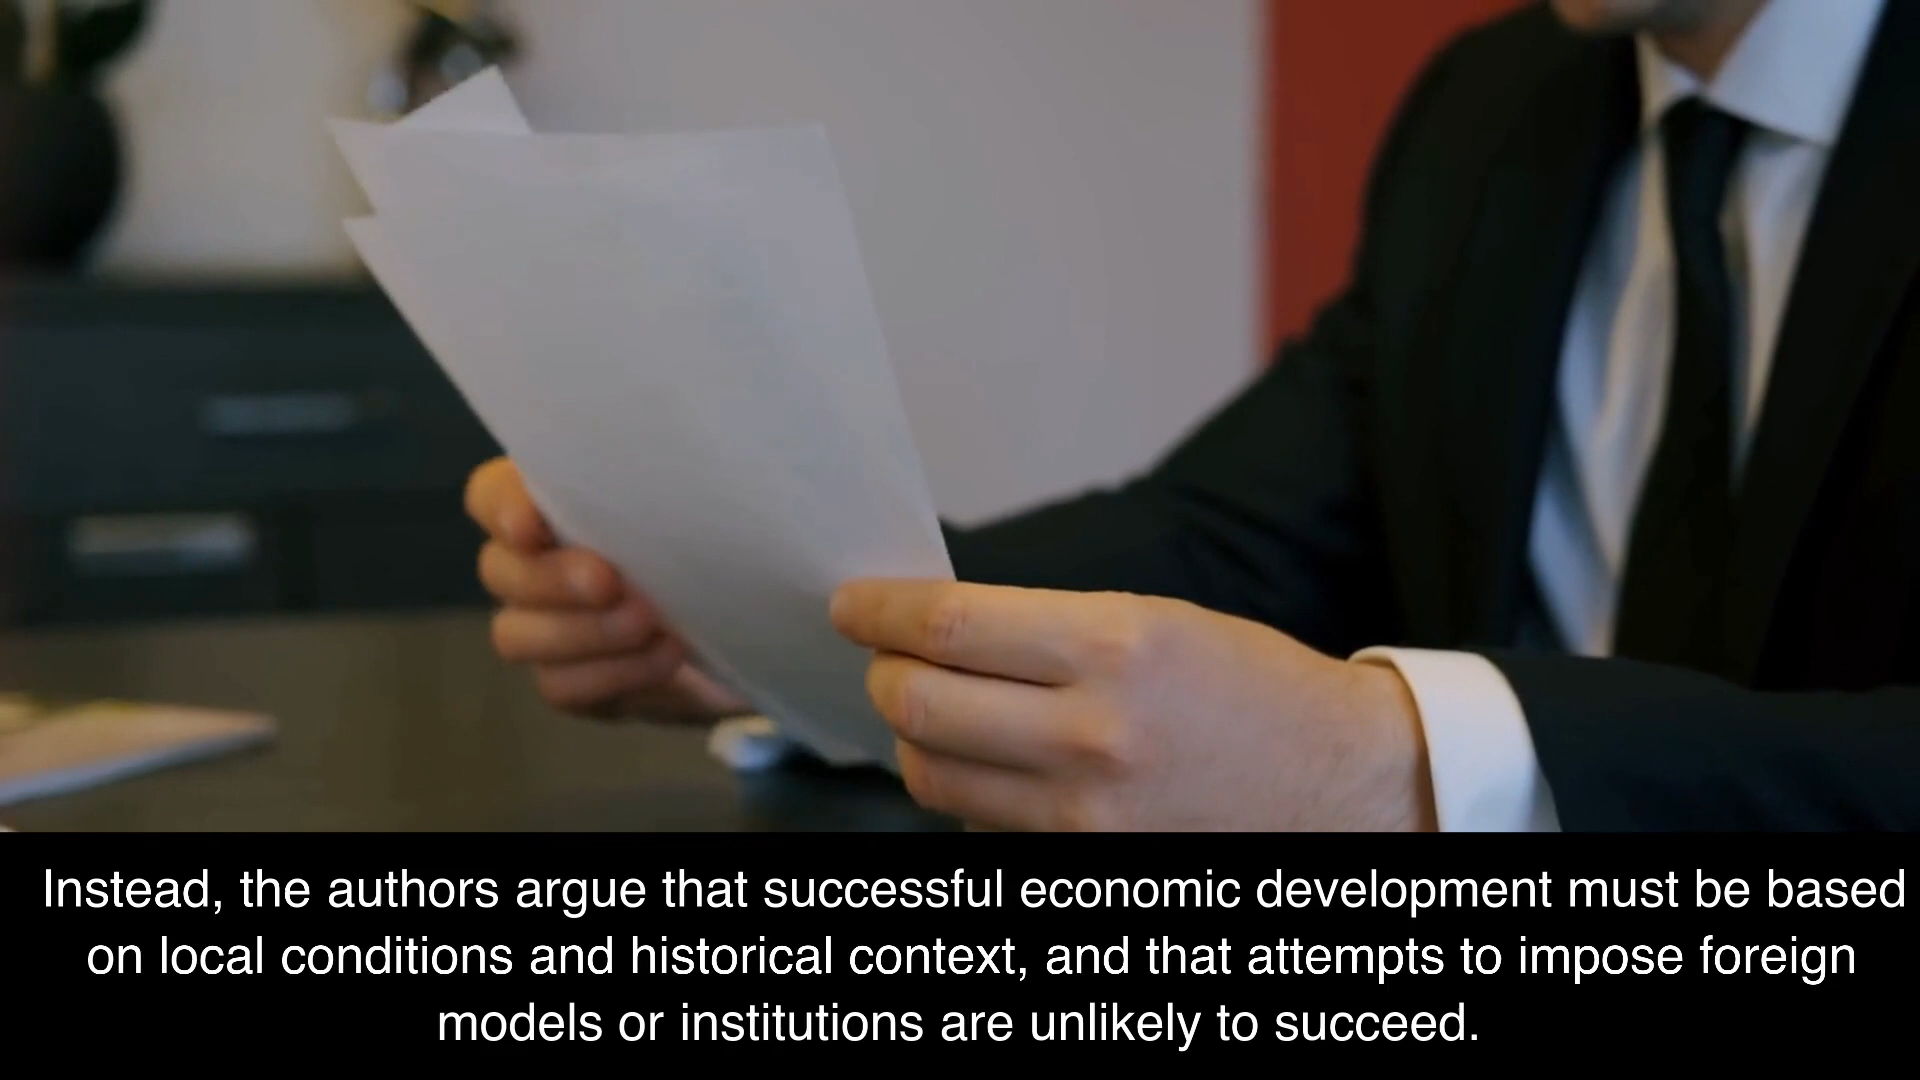 Instead, the authors argue that successful economic development must be based
on local conditions and historical context, and that attempts to impose foreign
models or institutions are unlikely to succeed.